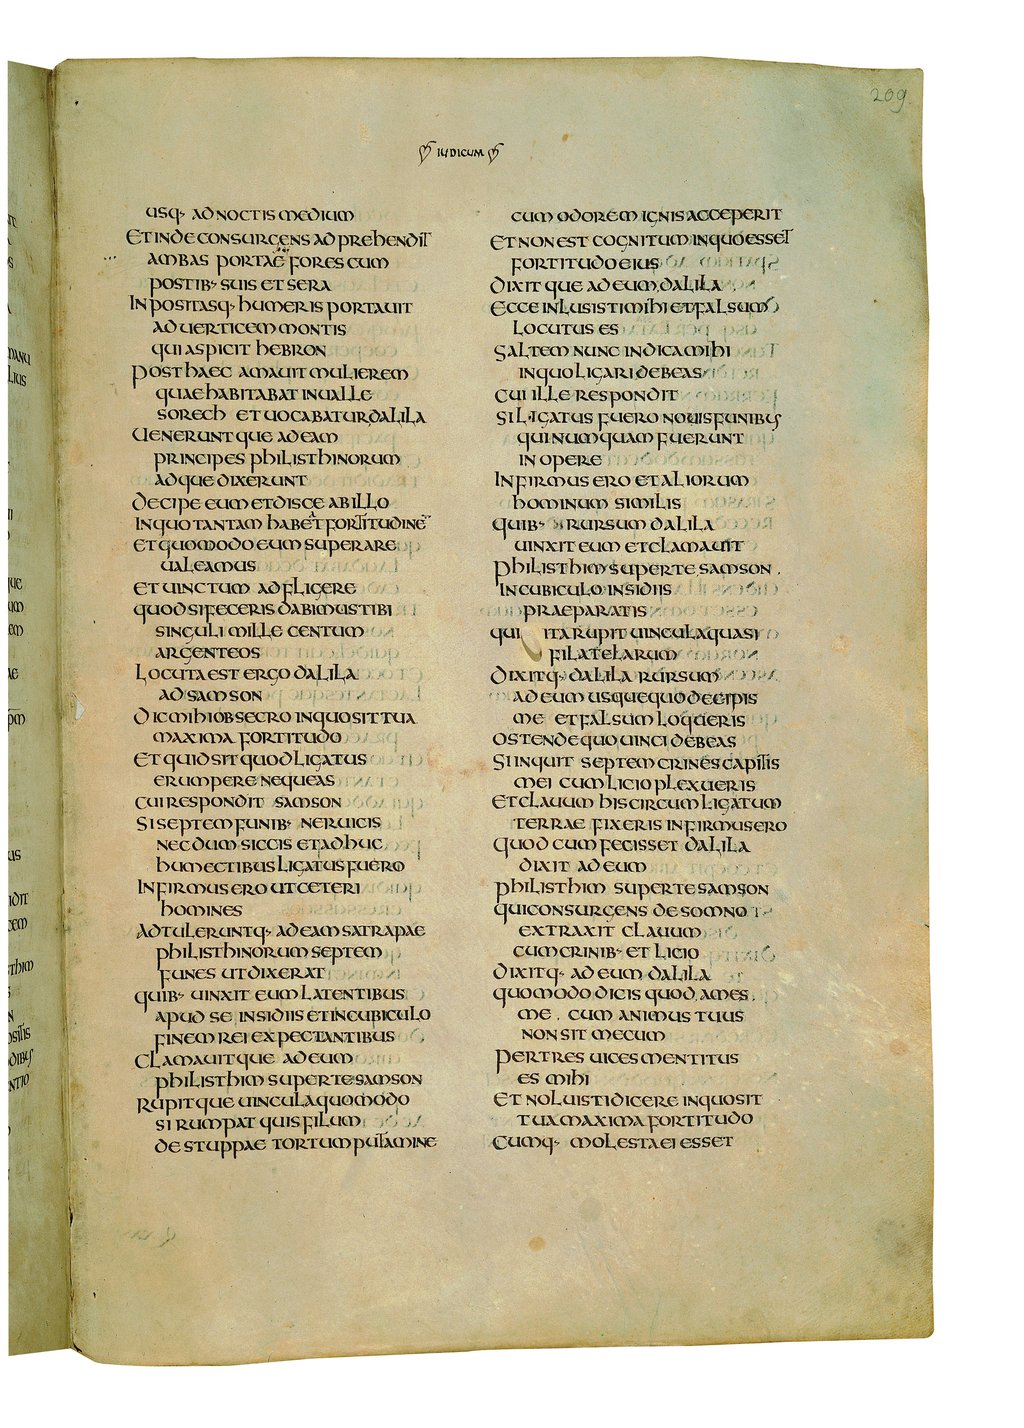 209
IUDICUM
usq· ad noctis medium
Et inde consurgens adprehendit
ambas portae fores cum
postib· suis et sera
Inpositasq· humeris portauit
ad uerticem montis
qui aspicit hebron
Post haec amauit mulierem
quae habitabat in ualle
sorech et uocabatur dalila
Ueneruntque ad eam
principes philisthinorum
adque dixerunt
Decipe eum et disce ab illo
In quo tantam habeat fortitudinē
Et quomodo eum superare
ualeamus
Et uinctum adfligere
quod si feceris dabimus tibi
singuli mille centum
argenteos
Locuta est ergo dalila
ad samson
Dic mihi obsecro in quo sit tua
maxima fortitudo
Et quid sit quod ligatus
erumpere nequeas
Cui respondit samson
Si septem funib· neruicis
necdum siccis et adhuc
humectibus ligatus fuero
Infirmus ero ut ceteri
homines
Adtuleruntq· ad eam satrapae
philisthinorum septem
funes ut dixerat
quib· uinxit eum latentibus
apud se insidiis et in cubiculo
finem rei expectantibus
Clamauitque ad eum
philisthim super te samson
Rupitque uincula quomodo
si rumpat quis filum
de stuppae tortum putamine
cum odorem ignis acceperit
Et non est cognitum in quo esset
fortitudo eius
Dixitque ad eum dalila
Ecce inlusisti mihi et falsum
locutus es
Saltem nunc indica mihi
in quo ligari debeas
Cui ille respondit
Si ligatus fuero nouis funibus
qui numquam fuerunt
in opere
Infirmus ero et aliorum
hominum similis
quib· rursum dalila
uinxit eum et clamauit
Philisthim super te samson
In cubiculo insidiis
praeparatis
qui ita rupit uincula quasi
fila telarum
Dixitq· dalila rursum
ad eum usquequo decipis
me et falsum loqueris
Ostende quo uinci debeas
Si inquit septem crines capitis
mei cum licio plexueris
Et clauum his circumligatum
terrae fixeris infirmus ero
quod cum fecisset dalila
dixit ad eum
Philisthim super te samson
qui consurgens de somno
extraxit clauum
cum crinib· et licio
Dixitq· ad eum dalila
quomodo dicis quod ames
me cum animus tuus
non sit mecum
Per tres uices mentitus
es mihi
Et noluisti dicere in quo sit
tua maxima fortitudo
Cumq· molesta ei esset